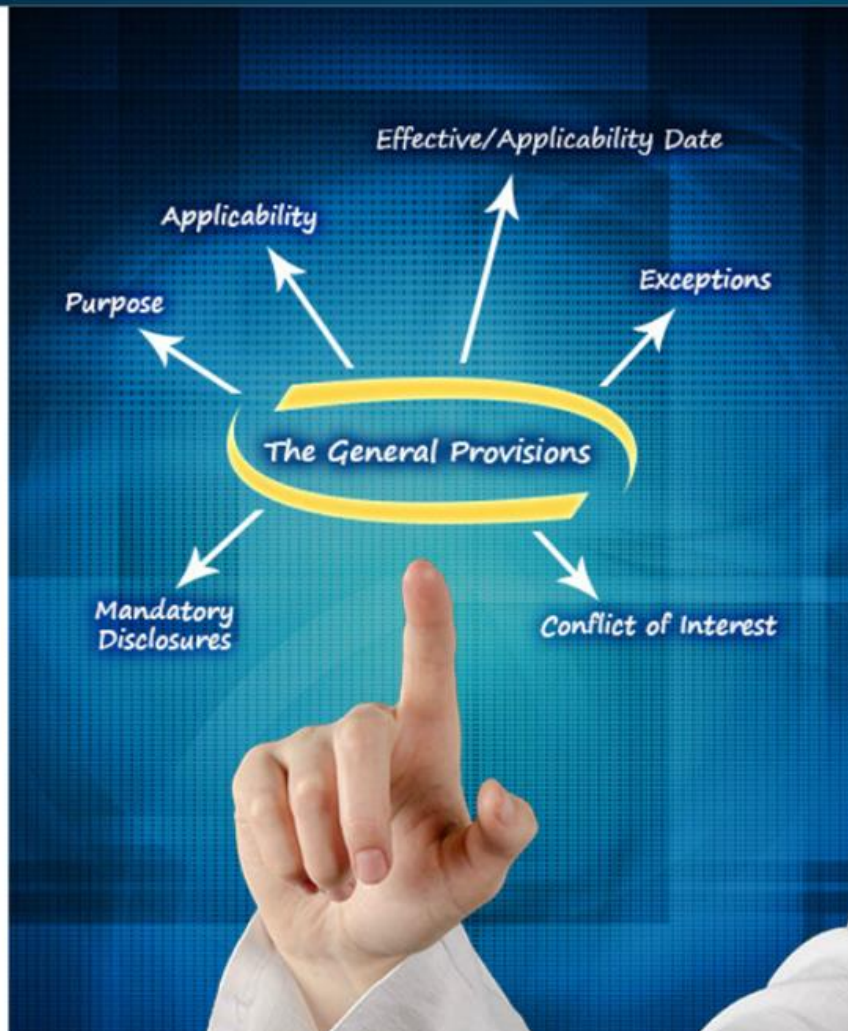 Effective/Applicability Date
Applicability
Exceptions
Purpose
The General Provisions
Mandatory
Disclosures
Conflict of Interest